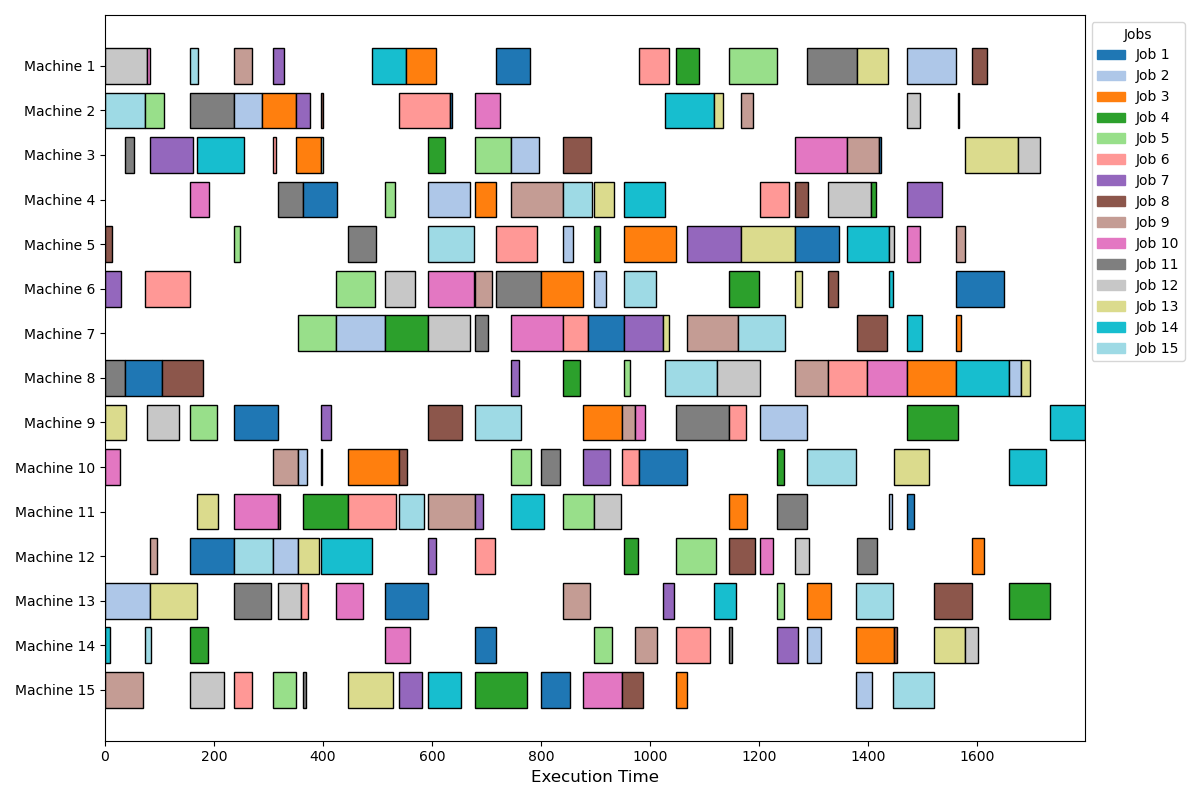 Machine 1
Machine 2
Machine 3
Machine 4
Machine 5
Machine 6
Machine 7
Machine 8
Machine 9
Machine 10
Machine 11
Machine 12
Machine 13
Machine 14
Machine 15
0 200 400 600 800 1000 1200 1400 1600
Execution Time
Jobs
Job 1
Job 2
Job 3
Job 4
Job 5
Job 6
Job 7
Job 8
Job 9
Job 10
Job 11
Job 12
Job 13
Job 14
Job 15